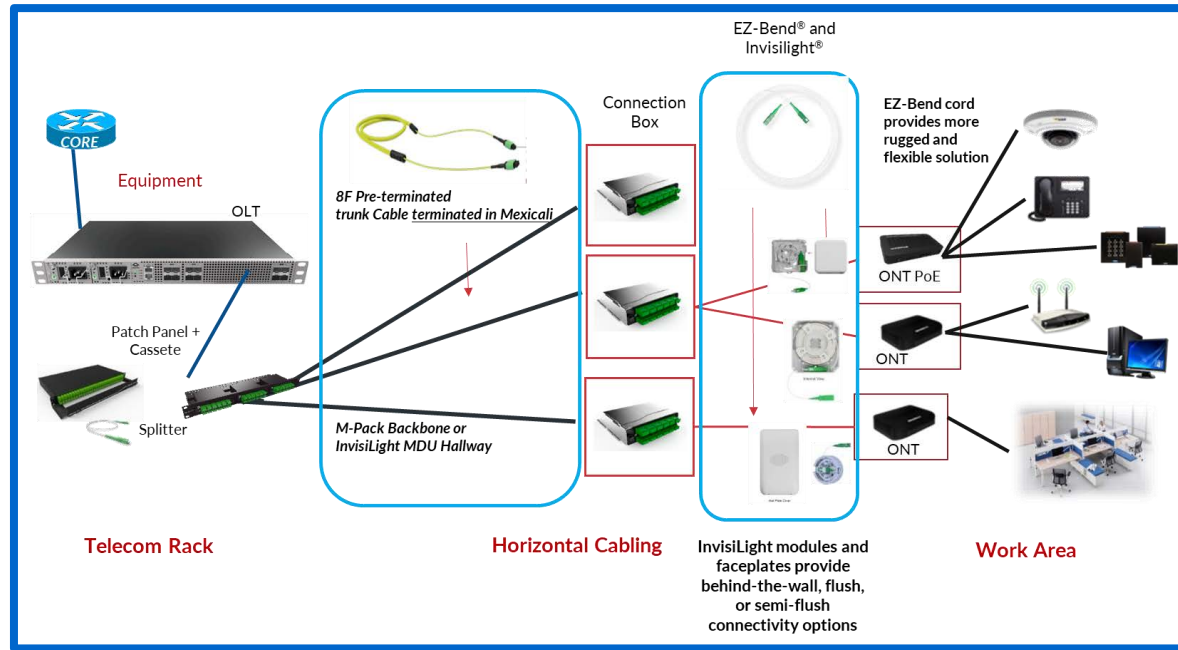 EZ-Bend® and
Invisilight®
CORE
Equipment
OLT
Patch Panel +
Cassete
Splitter
Telecom Rack
8F Pre-terminated
trunk Cable terminated in Mexicali
M-Pack Backbone or
InvisiLight MDU Hallway
Horizontal Cabling
Connection
Box
InvisiLight modules and
faceplates provide
behind-the-wall, flush,
or semi-flush
connectivity options
EZ-Bend cord
provides more
rugged and
flexible solution
ONT PoE
ONT
ONT
Work Area